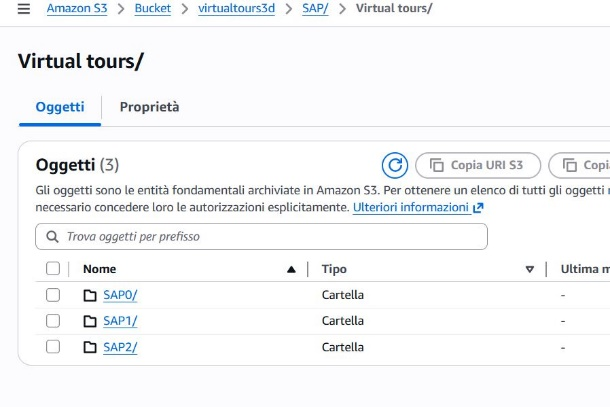 Amazon S3 > Bucket > virtualtours3d > SAP/ > Virtual tours/
Virtual tours/
Oggetti Proprietà
Oggetti (3) Copia URI S3
Gli oggetti sono le entità fondamentali archiviate in Amazon S3. Per ottenere un elenco di tutti gli oggetti
necessario concedere loro le autorizzazioni esplicitamente. Ulteriori informazioni
Trova oggetti per prefisso
Nome Tipo Ultima
SAP0/ Cartella -
SAP1/ Cartella -
SAP2/ Cartella -